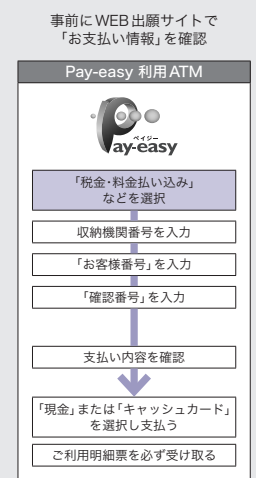 事前にWEB出願サイトで
「お支払い情報」を確認
Pay-easy 利用ATM
ペイジー
Pay-easy
「税金・料金払い込み」
などを選択
収納機関番号を入力
「お客様番号」を入力
「確認番号」を入力
支払い内容を確認
「現金」または「キャッシュカード」
を選択し支払う
ご利用明細票を必ず受け取る